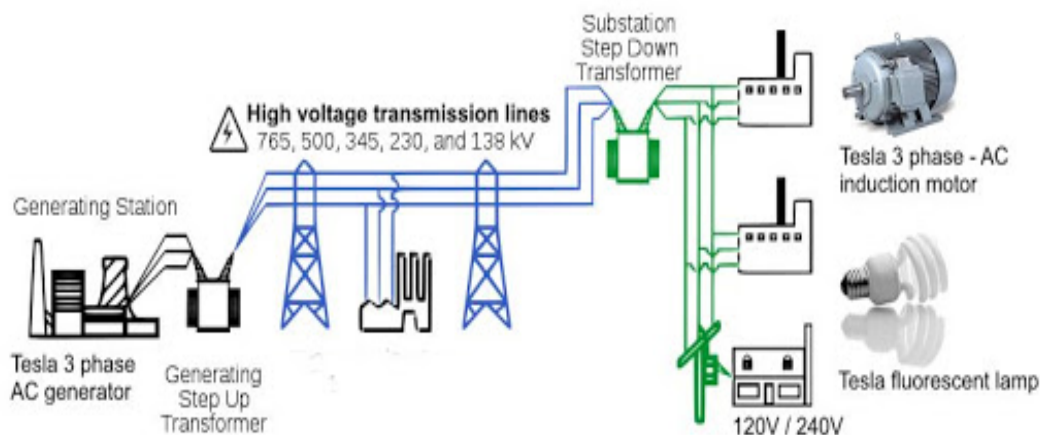 Substation
Step Down
Transformer
High voltage transmission lines
765, 500, 345, 230, and 138 kV
Tesla 3 phase - AC
induction motor
Generating Station
Tesla 3 phase
AC generator
Generating
Step Up
Transformer
Tesla fluorescent lamp
120V / 240V